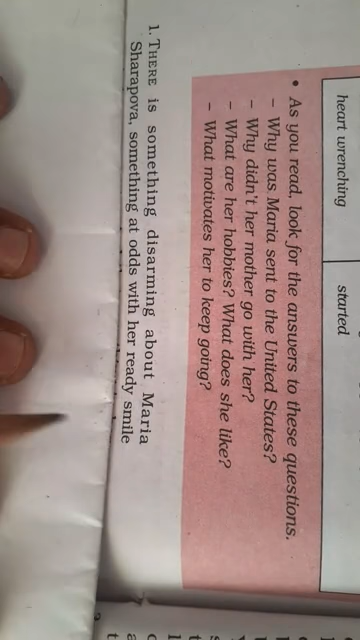 heart wrenching
started
• As you read, look for the answers to these questions.
– Why was Maria sent to the United States?
– Why didn't her mother go with her?
– What are her hobbies? What does she like?
– What motivates her to keep going?
1. THERE is something disarming about Maria
Sharapova, something at odds with her ready smile